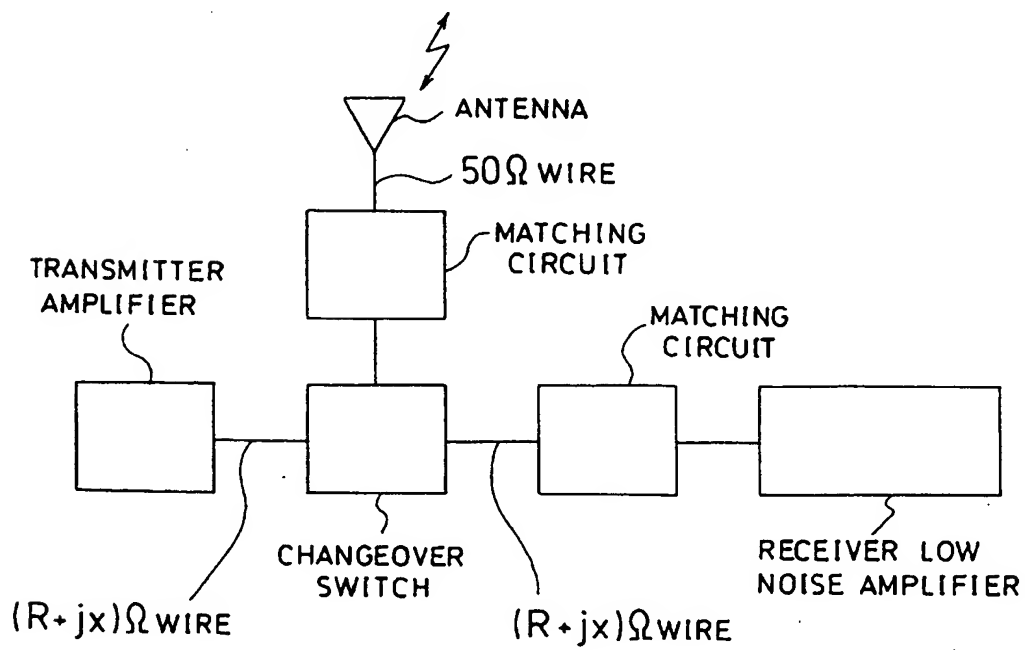 ANTENNA
50Ω WIRE
MATCHING
CIRCUIT
TRANSMITTER
AMPLIFIER
MATCHING
CIRCUIT
CHANGEOVER
SWITCH
RECEIVER LOW
NOISE AMPLIFIER
(R+jx)Ω WIRE
(R+jx)Ω WIRE